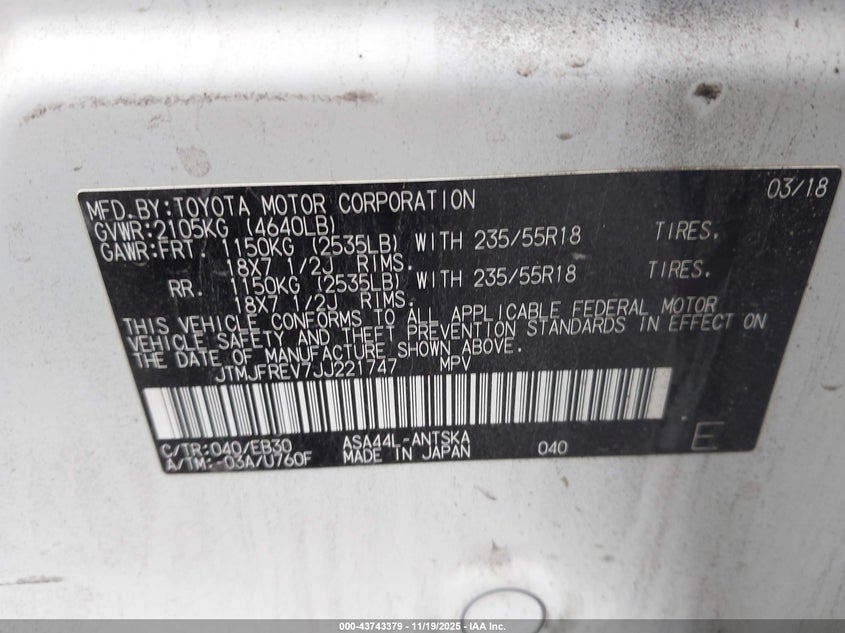 03/18
MFD.BY:TOYOTA MOTOR CORPORATION
GVWR:2105KG (4640LB)
GAWR:FRT. 1150KG (2535LB) WITH 235/55R18 TIRES.
18X7 1/2J RIMS.
RR. 1150KG (2535LB) WITH 235/55R18 TIRES.
18X7 1/2J RIMS.
THIS VEHICLE CONFORMS TO ALL APPLICABLE FEDERAL MOTOR
VEHICLE SAFETY AND THEFT PREVENTION STANDARDS IN EFFECT ON
THE DATE OF MANUFACTURE SHOWN ABOVE.
JTMJFREV7JJ221747 MPV
C/TR:040/EB30 ASA44L-ANTSKA 040 E
A/TM:-03A/U760F MADE IN JAPAN
000-43743379 - 11/19/2025 - Copyright IAA, Inc.